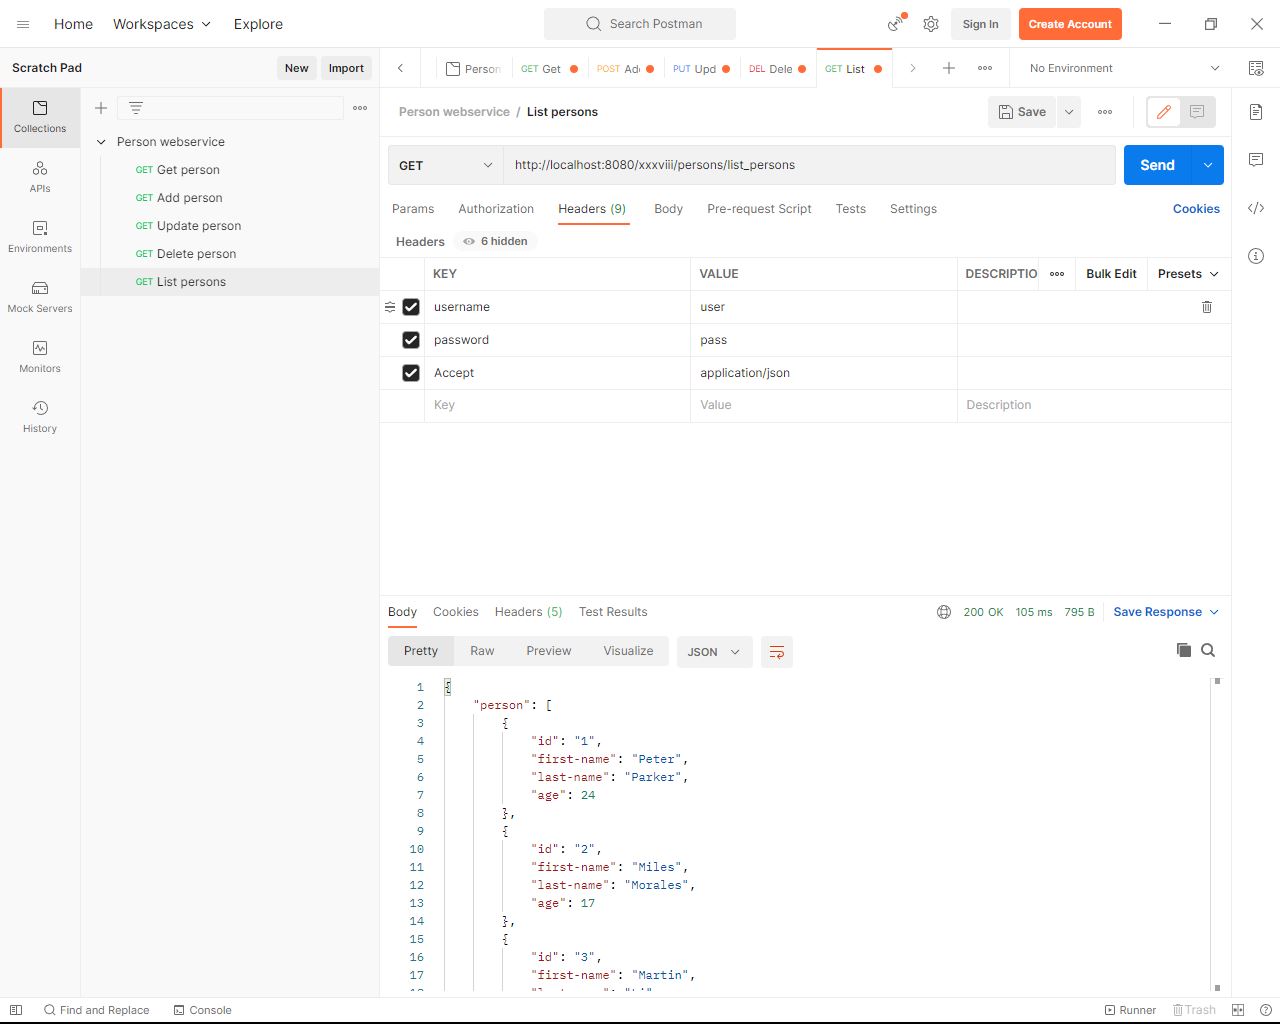 Home Workspaces Explore Search Postman Sign In Create Account
Scratch Pad New Import
Person GET Get POST Ad PUT Upd DEL Dele GET List No Environment
Collections
APIs
Environments
Mock Servers
Monitors
History
Person webservice
GET Get person
GET Add person
GET Update person
GET Delete person
GET List persons
Person webservice / List persons Save
GET http://localhost:8080/xxxviii/persons/list_persons Send
Params Authorization Headers (9) Body Pre-request Script Tests Settings Cookies
Headers 6 hidden
KEY VALUE DESCRIPTIO Bulk Edit Presets
username user
password pass
Accept application/json
Key Value Description
Body Cookies Headers (5) Test Results 200 OK 105 ms 795 B Save Response
Pretty Raw Preview Visualize JSON
1 {
2 "person": [
3 {
4 "id": "1",
5 "first-name": "Peter",
6 "last-name": "Parker",
7 "age": 24
8 },
9 {
10 "id": "2",
11 "first-name": "Miles",
12 "last-name": "Morales",
13 "age": 17
14 },
15 {
16 "id": "3",
17 "first-name": "Martin",
Find and Replace Console Runner Trash